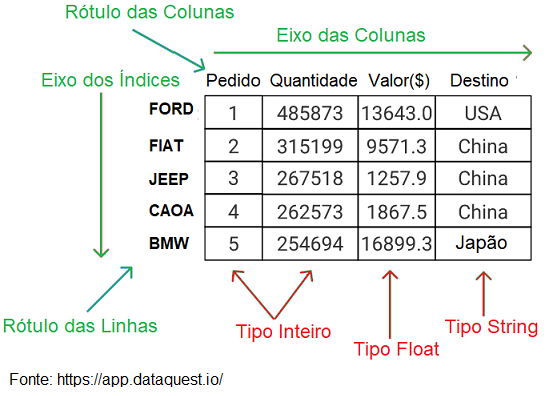 Rótulo das Colunas
Eixo das Colunas
Eixo dos Índices
Pedido Quantidade Valor($) Destino
FORD 1 485873 13643.0 USA
FIAT 2 315199 9571.3 China
JEEP 3 267518 1257.9 China
CAOA 4 262573 1867.5 China
BMW 5 254694 16899.3 Japão
Rótulo das Linhas
Tipo Inteiro
Tipo Float
Tipo String
Fonte: https://app.dataquest.io/